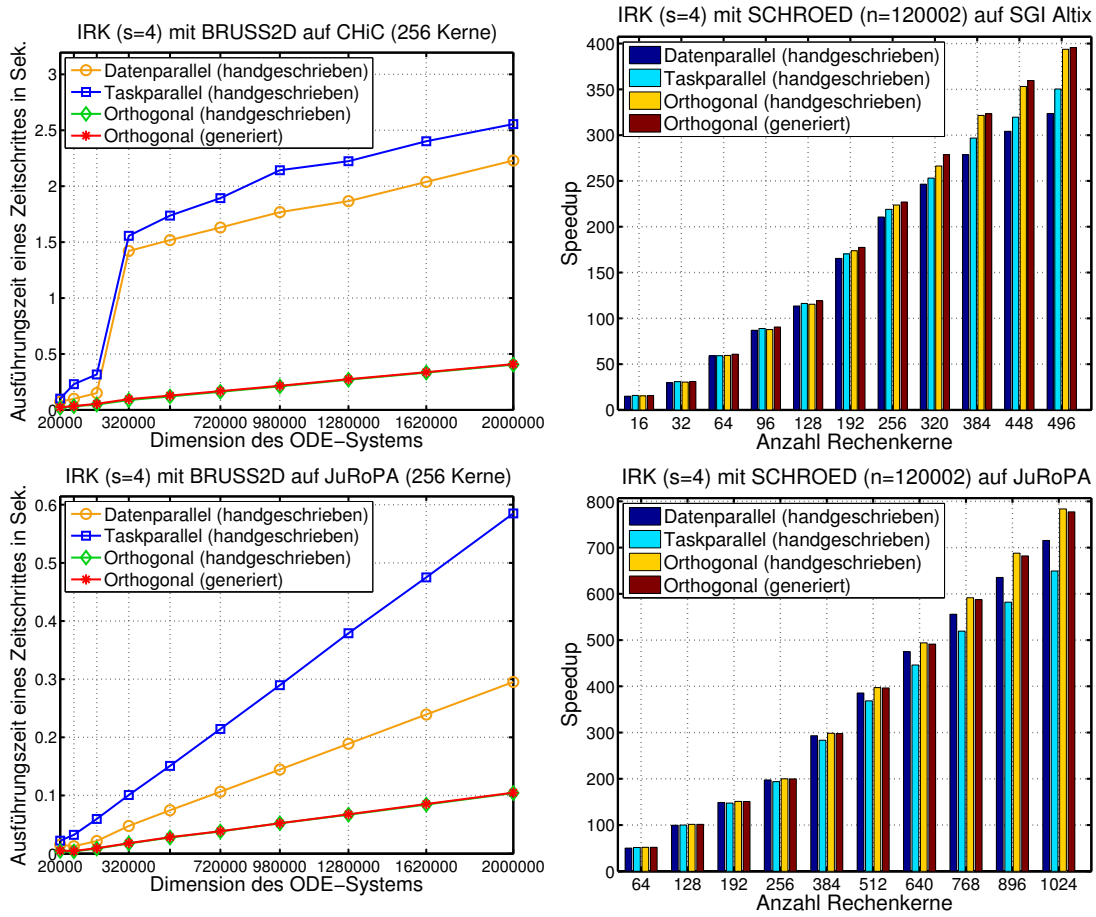 IRK (s=4) mit BRUSS2D auf CHiC (256 Kerne)
Ausführungszeit eines Zeitschrittes in Sek.
3
2.5
2
1.5
1
0.5
0
Datenparallel (handgeschrieben)
Taskparallel (handgeschrieben)
Orthogonal (handgeschrieben)
Orthogonal (generiert)
20000 320000 720000 980000 1280000 1620000 2000000
Dimension des ODE−Systems
IRK (s=4) mit SCHROED (n=120002) auf SGI Altix
Speedup
400
350
300
250
200
150
100
50
0
Datenparallel (handgeschrieben)
Taskparallel (handgeschrieben)
Orthogonal (handgeschrieben)
Orthogonal (generiert)
16 32 64 96 128 192 256 320 384 448 496
Anzahl Rechenkerne
IRK (s=4) mit BRUSS2D auf JuRoPA (256 Kerne)
Ausführungszeit eines Zeitschrittes in Sek.
0.6
0.5
0.4
0.3
0.2
0.1
0
Datenparallel (handgeschrieben)
Taskparallel (handgeschrieben)
Orthogonal (handgeschrieben)
Orthogonal (generiert)
20000 320000 720000 980000 1280000 1620000 2000000
Dimension des ODE−Systems
IRK (s=4) mit SCHROED (n=120002) auf JuRoPA
Speedup
800
700
600
500
400
300
200
100
0
Datenparallel (handgeschrieben)
Taskparallel (handgeschrieben)
Orthogonal (handgeschrieben)
Orthogonal (generiert)
64 128 192 256 384 512 640 768 896 1024
Anzahl Rechenkerne